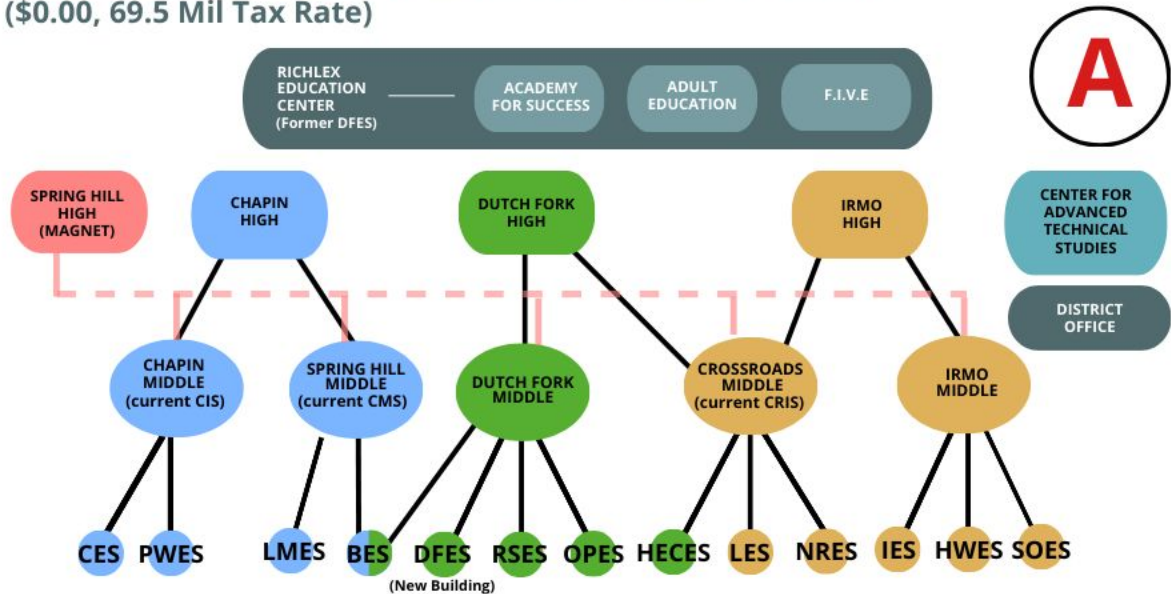 ($0.00, 69.5 Mil Tax Rate)
A
RICHLEX
EDUCATION
CENTER
(Former DFES)
ACADEMY
FOR SUCCESS
ADULT
EDUCATION
F.I.V.E
SPRING HILL
HIGH
(MAGNET)
CHAPIN
HIGH
DUTCH FORK
HIGH
IRMO
HIGH
CENTER FOR
ADVANCED
TECHNICAL
STUDIES
DISTRICT
OFFICE
CHAPIN
MIDDLE
(current CIS)
SPRING HILL
MIDDLE
(current CMS)
DUTCH FORK
MIDDLE
CROSSROADS
MIDDLE
(current CRIS)
IRMO
MIDDLE
CES PWES LMES BES DFES RSES OPES HECES LES NRES IES HWES SOES
(New Building)